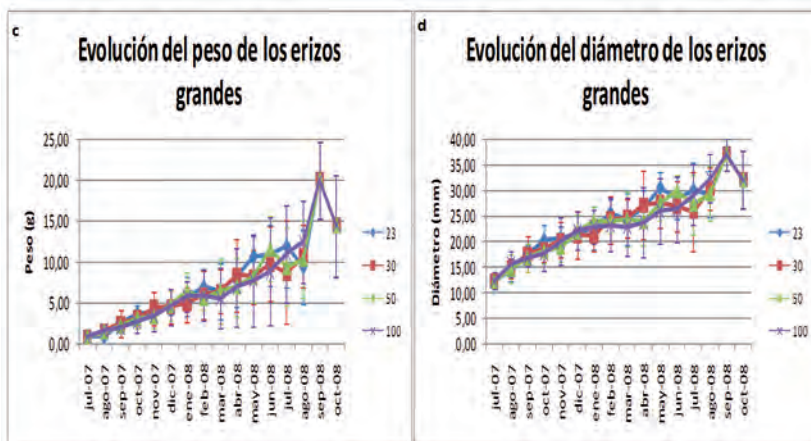 c
Evolución del peso de los erizos
grandes
25,00
20,00
15,00
10,00
5,00
0,00
Peso (g)
jul-07
ago-07
sep-07
oct-07
nov-07
dic-07
ene-08
feb-08
mar-08
abr-08
may-08
jun-08
jul-08
ago-08
sep-08
oct-08
23
30
50
100
d
Evolución del diámetro de los erizos
grandes
40,00
35,00
30,00
25,00
20,00
15,00
10,00
5,00
0,00
Diámetro (mm)
jul-07
ago-07
sep-07
oct-07
nov-07
dic-07
ene-08
feb-08
mar-08
abr-08
may-08
jun-08
jul-08
ago-08
sep-08
oct-08
23
30
50
100